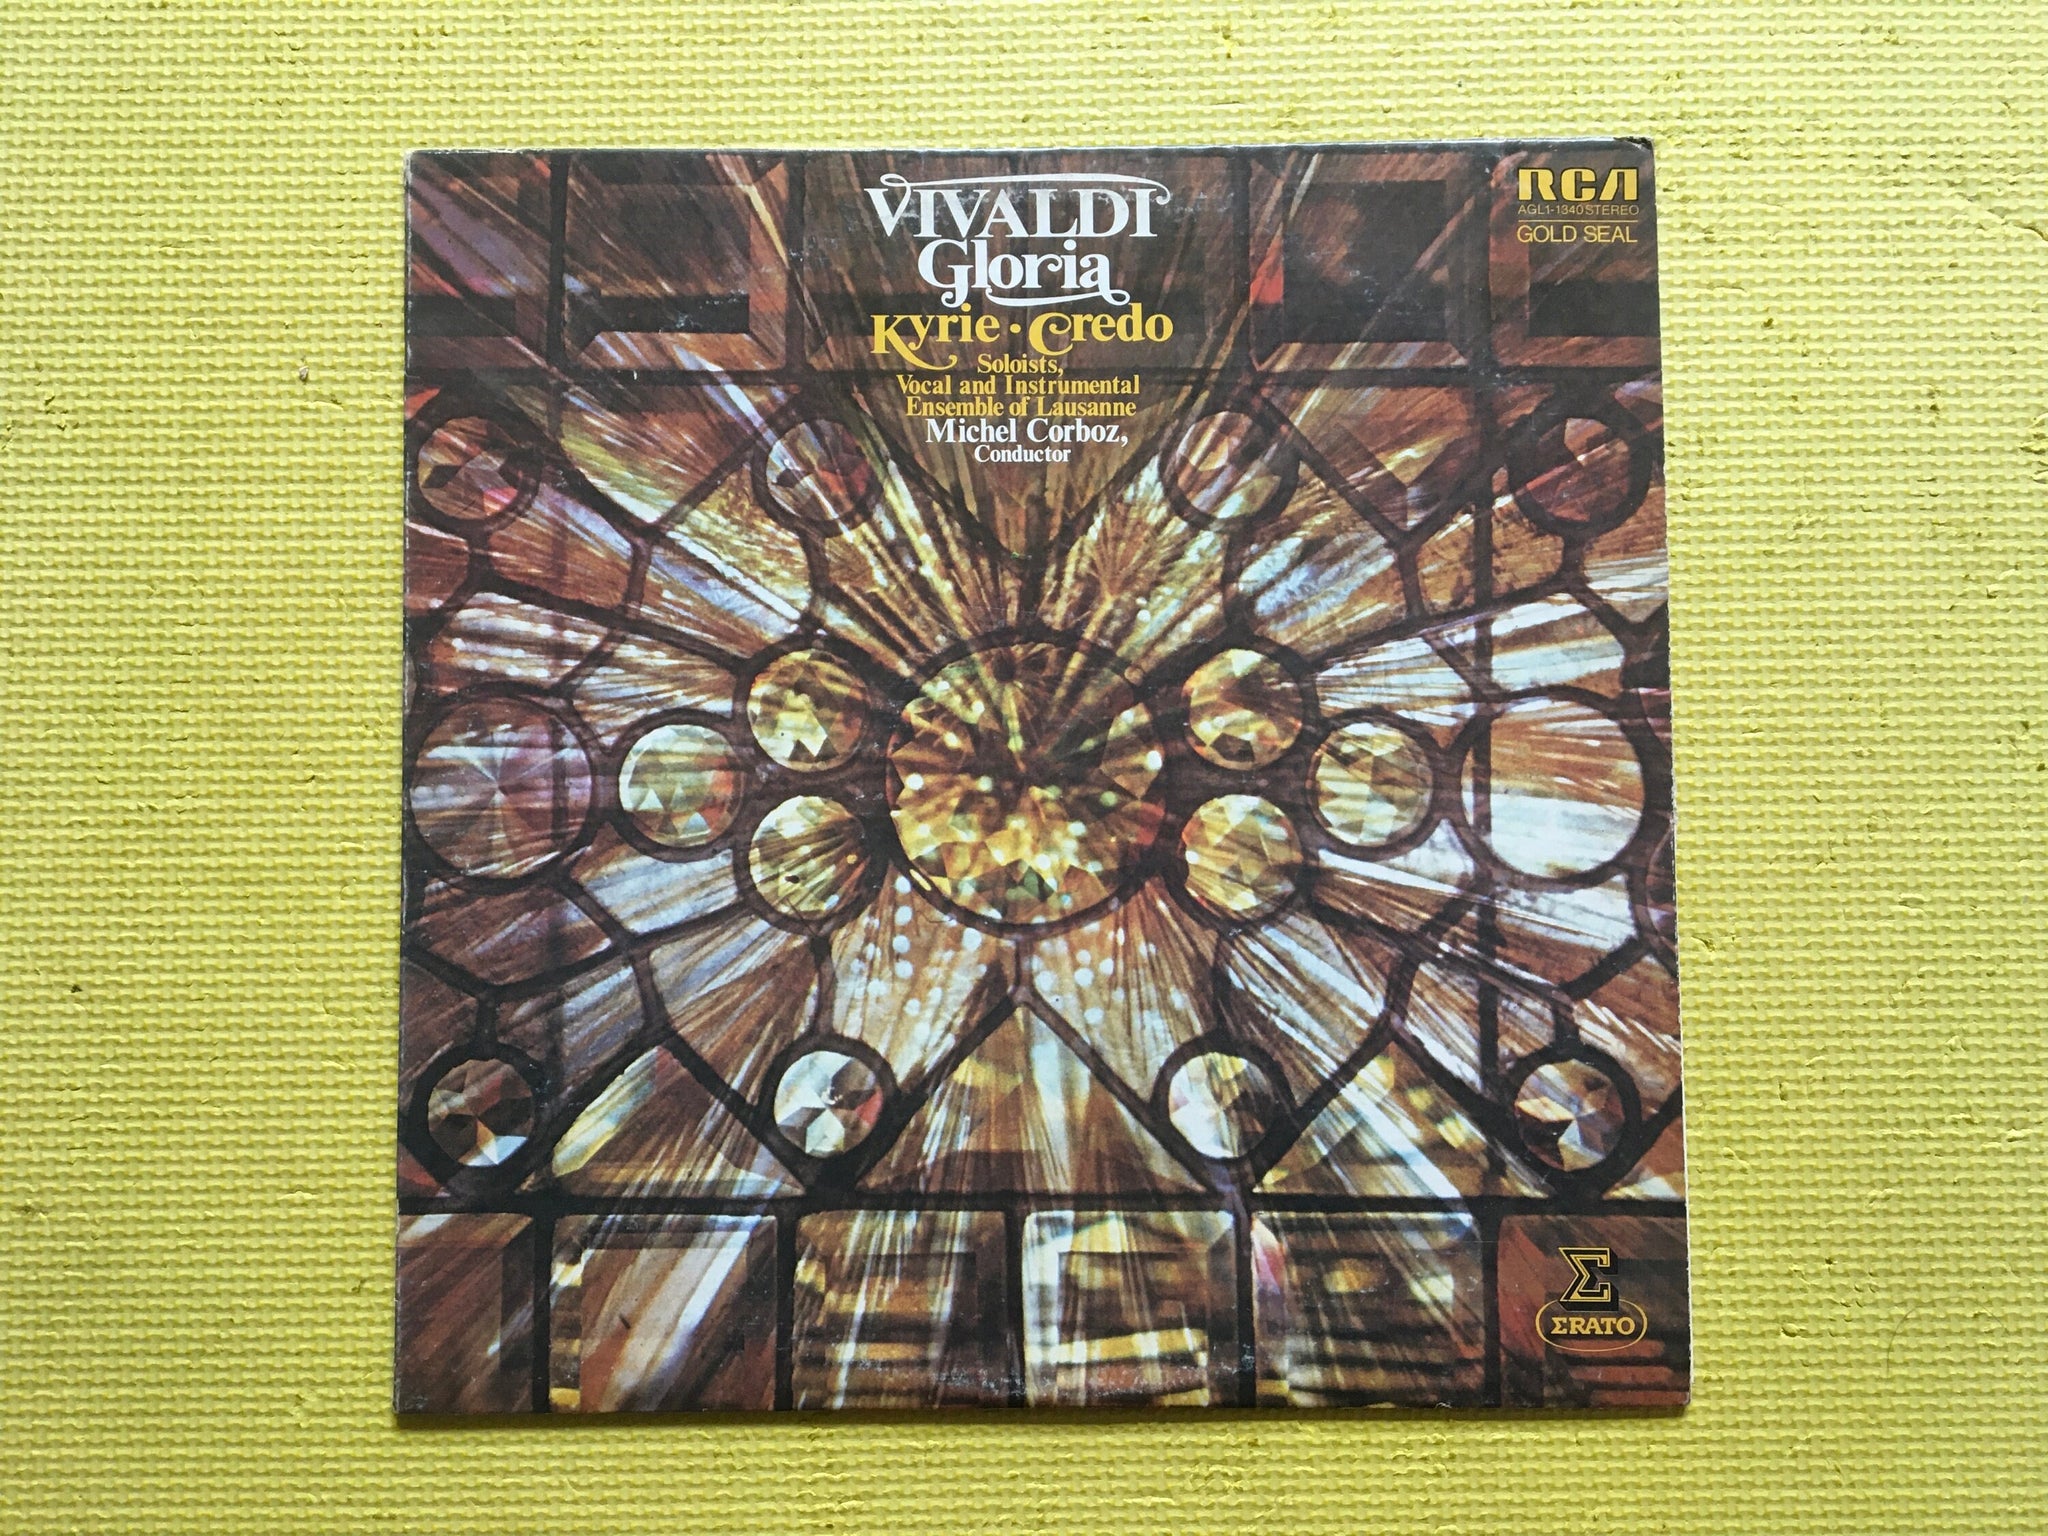 VIVALDI
Gloria
Kyrie · Credo
Soloists,
Vocal and Instrumental
Ensemble of Lausanne
Michel Corboz,
Conductor
RCA
AGL1-1340 STEREO
GOLD SEAL
Σ
ΣRATO